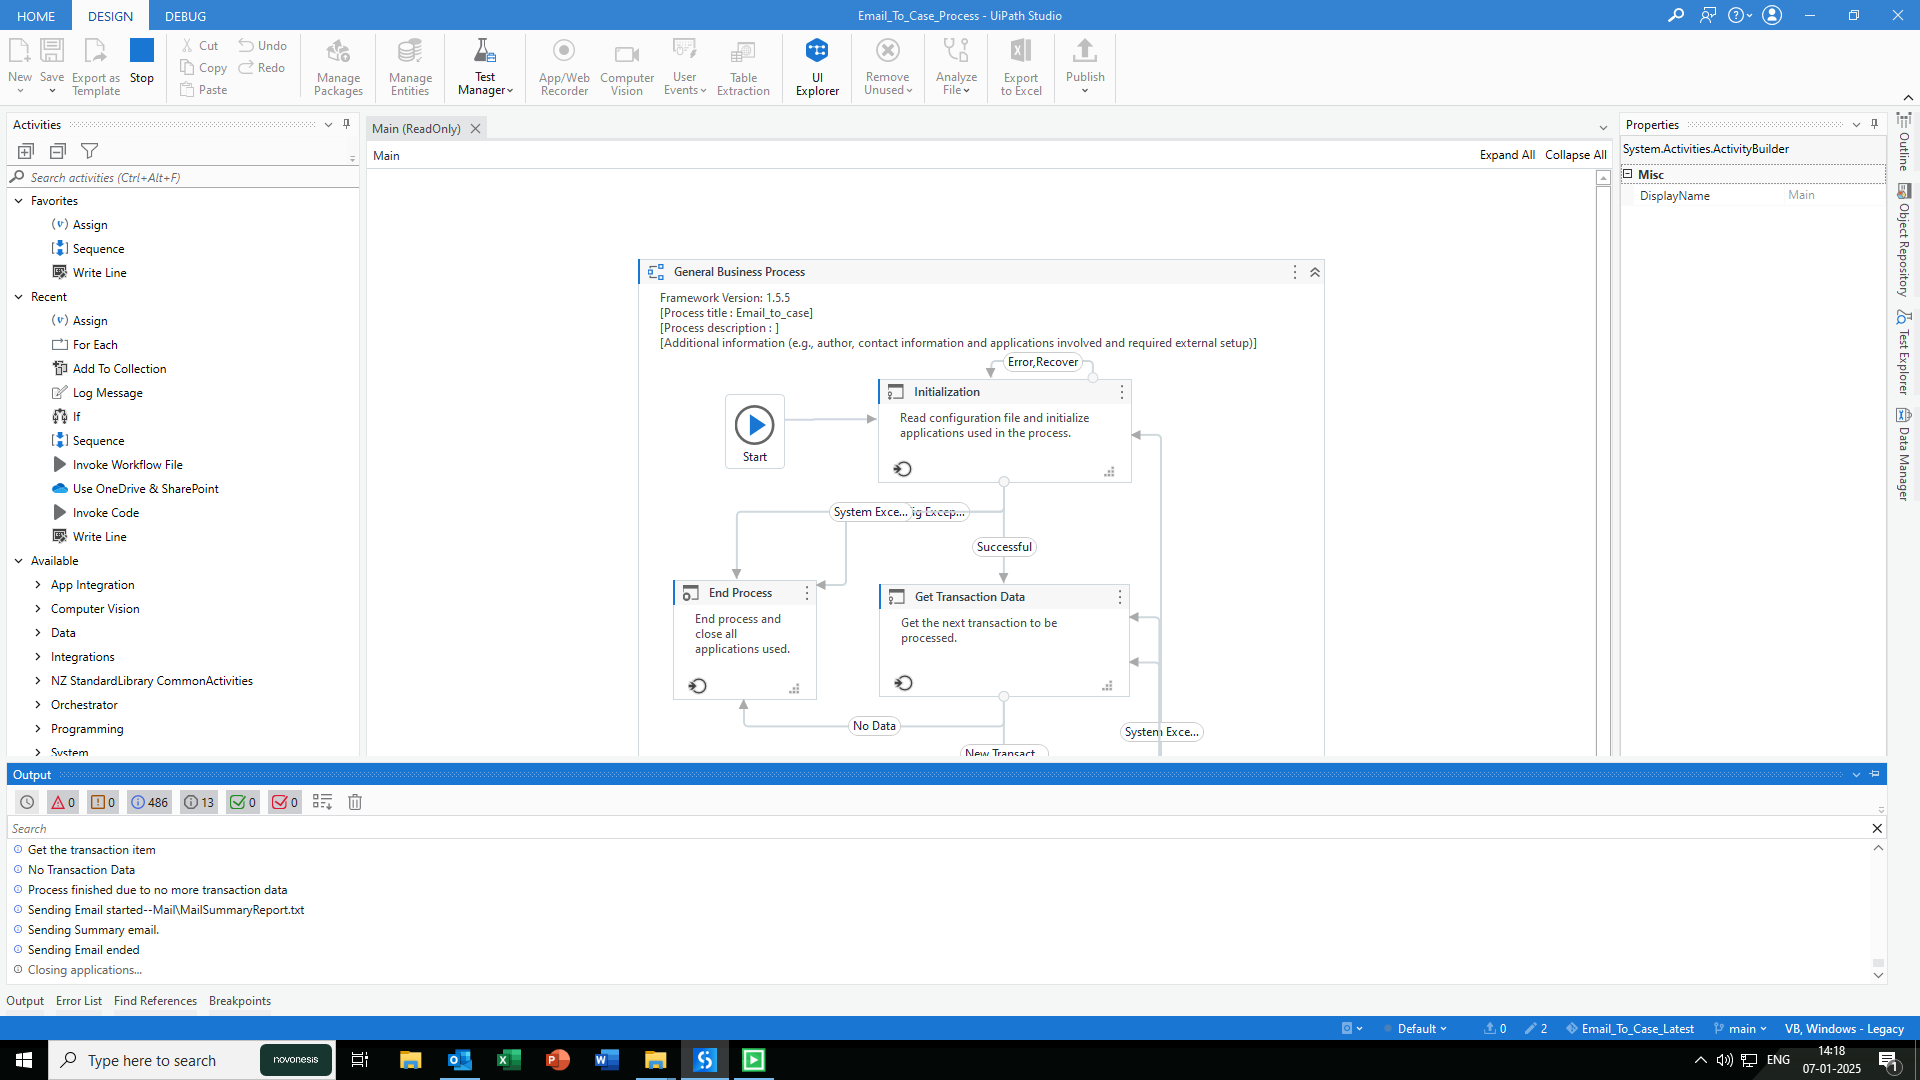 HOME DESIGN DEBUG
Email_To_Case_Process - UiPath Studio
New
Save
Export as Template
Stop
Cut
Copy
Paste
Undo
Redo
Manage Packages
Manage Entities
Test Manager
App/Web Recorder
Computer Vision
User Events
Table Extraction
UI Explorer
Remove Unused
Analyze File
Export to Excel
Publish
Activities
Search activities (Ctrl+Alt+F)
Favorites
(v) Assign
Sequence
Write Line
Recent
(v) Assign
For Each
Add To Collection
Log Message
If
Sequence
Invoke Workflow File
Use OneDrive & SharePoint
Invoke Code
Write Line
Available
App Integration
Computer Vision
Data
Integrations
NZ StandardLibrary CommonActivities
Orchestrator
Programming
System
Main (ReadOnly)
Main
Expand All Collapse All
General Business Process
Framework Version: 1.5.5
[Process title : Email_to_case]
[Process description : ]
[Additional information (e.g., author, contact information and applications involved and required external setup)]
Error,Recover
Start
Initialization
Read configuration file and initialize
applications used in the process.
System Exce... ig Excep...
Successful
End Process
End process and
close all
applications used.
Get Transaction Data
Get the next transaction to be
processed.
No Data
System Exce...
New Transact...
Properties
System.Activities.ActivityBuilder
Misc
DisplayName Main
Outline
Object Repository
Test Explorer
Data Manager
Output
0 0 486 13 0 0
Search
Get the transaction item
No Transaction Data
Process finished due to no more transaction data
Sending Email started--Mail\MailSummaryReport.txt
Sending Summary email.
Sending Email ended
Closing applications...
Output Error List Find References Breakpoints
Default 0 2 Email_To_Case_Latest main VB, Windows - Legacy
Type here to search
novonesis
ENG
14:18
07-01-2025
1